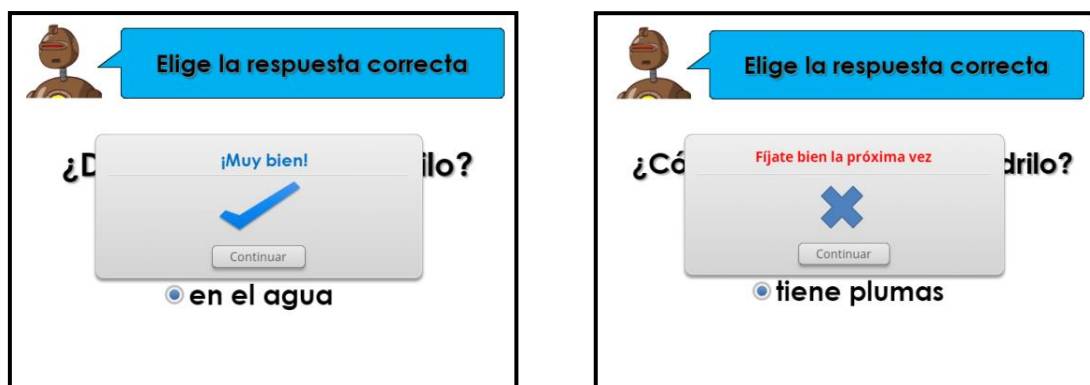 Elige la respuesta correcta
¿D ilo?
¡Muy bien!
Continuar
en el agua
Elige la respuesta correcta
¿Có drilo?
Fíjate bien la próxima vez
Continuar
tiene plumas